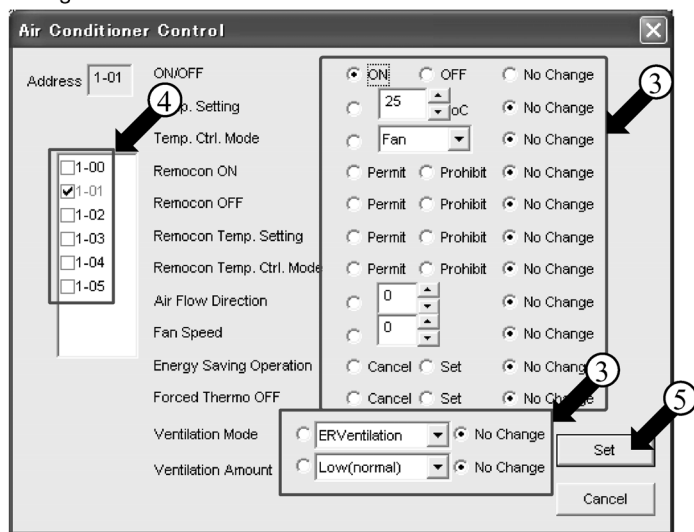 Air Conditioner Control
Address 1-01 ON/OFF ON OFF No Change 3
4 p. Setting 25 oC No Change
Temp. Ctrl. Mode Fan No Change
1-00 Remocon ON Permit Prohibit No Change
1-01 Remocon OFF Permit Prohibit No Change
1-02
1-03 Remocon Temp. Setting Permit Prohibit No Change
1-04 Remocon Temp. Ctrl. Mode Permit Prohibit No Change
1-05
Air Flow Direction 0 No Change
Fan Speed 0 No Change
Energy Saving Operation Cancel Set No Chang 3
Forced Thermo OFF Cancel Set No Change
Ventilation Mode ERVentilation No Change 5
Ventilation Amount Low(normal) No Change Set
Cancel